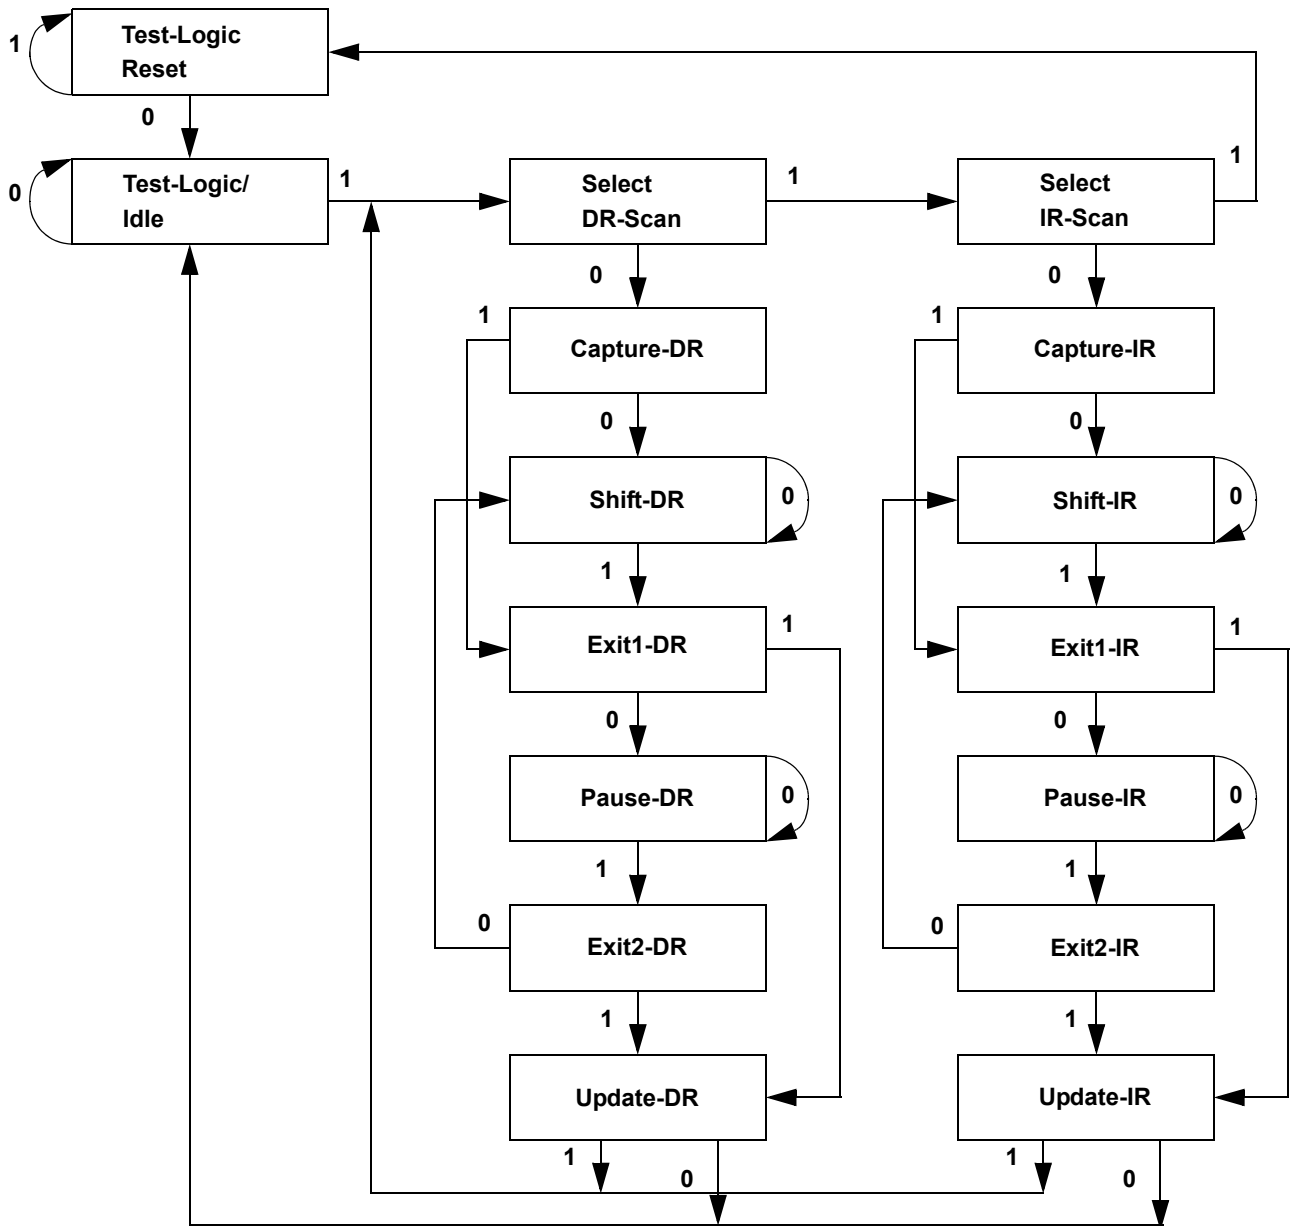 Test-Logic
Reset
1
0
Test-Logic/
Idle
0
1
Select
DR-Scan
1
Select
IR-Scan
1
0
0
1
Capture-DR
1
Capture-IR
0
0
Shift-DR
0
Shift-IR
0
1
1
Exit1-DR
1
Exit1-IR
1
0
0
Pause-DR
0
Pause-IR
0
1
1
0
Exit2-DR
0
Exit2-IR
1
1
Update-DR
Update-IR
1
0
1
0